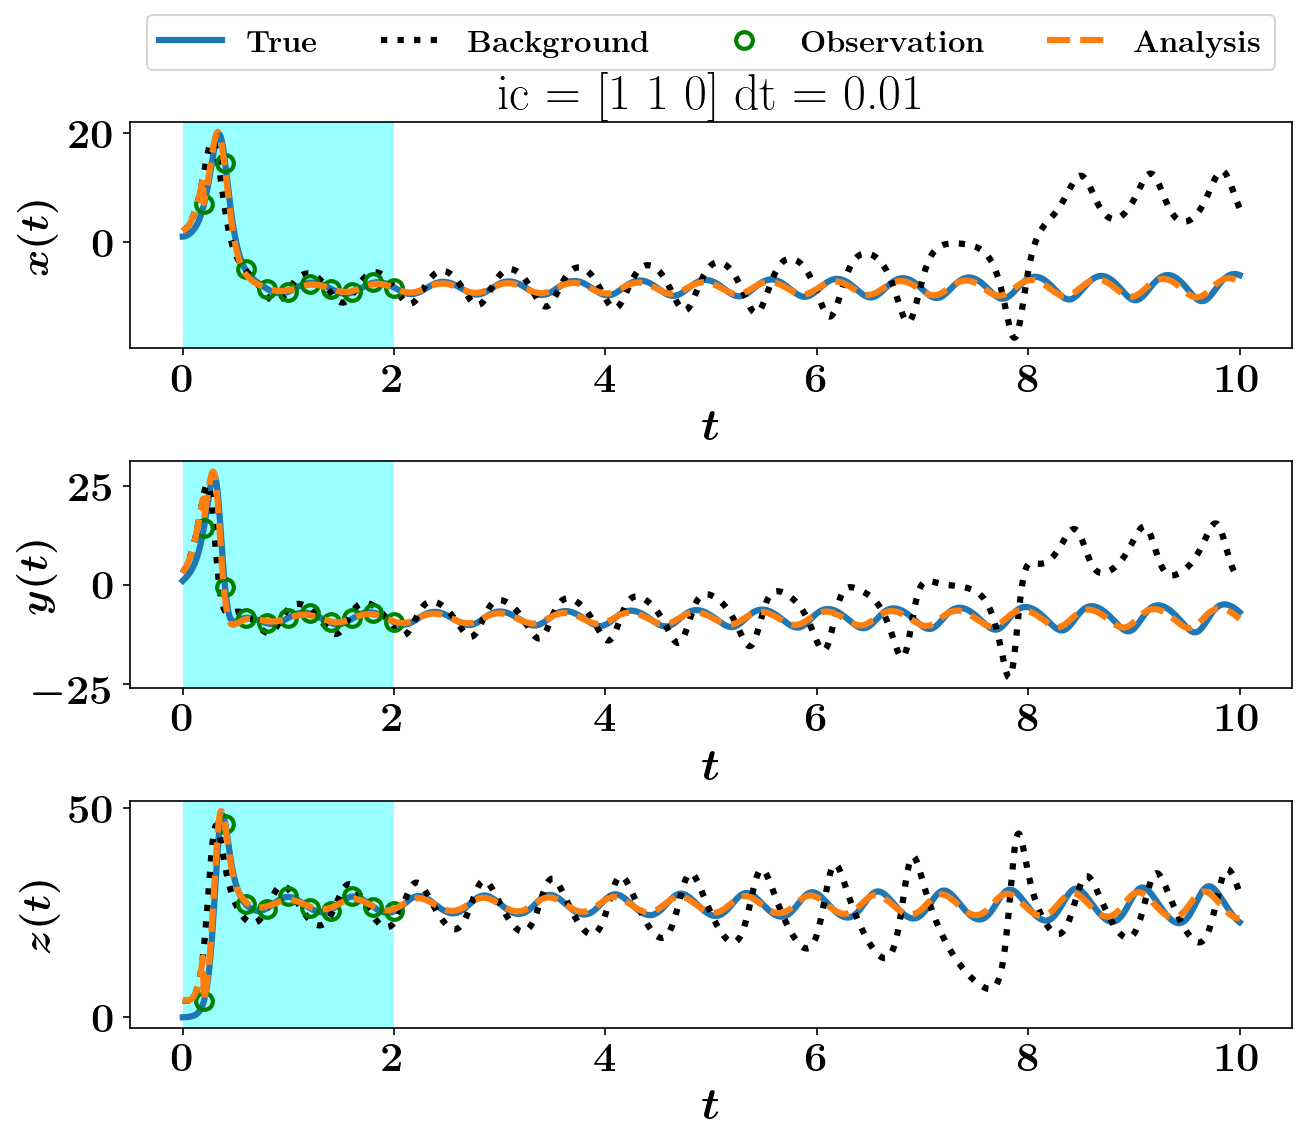 True Background Observation Analysis
ic = [1 1 0] dt = 0.01
20
0
x(t)
0 2 4 6 8 10
t
25
0
−25
y(t)
0 2 4 6 8 10
t
50
0
z(t)
0 2 4 6 8 10
t